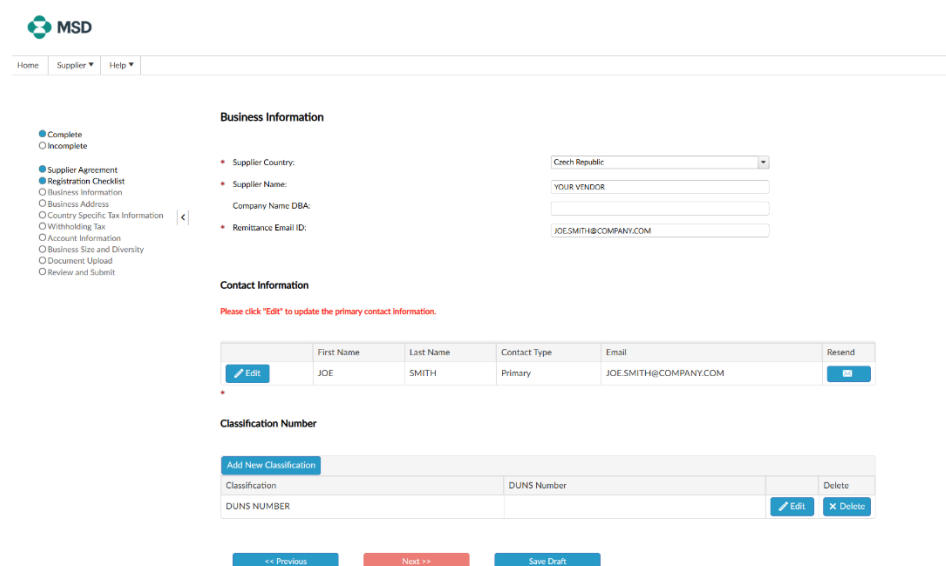 MSD
Home Supplier ▼ Help ▼
Business Information
Complete
Incomplete
Supplier Agreement
Registration Checklist
Business Information
Business Address
Country Specific Tax Information
Withholding Tax
Account Information
Business Size and Diversity
Document Upload
Review and Submit
<
* Supplier Country: Czech Republic
* Supplier Name: YOUR VENDOR
Company Name DBA:
* Remittance Email ID: JOE.SMITH@COMPANY.COM
Contact Information
Please click "Edit" to update the primary contact information.
First Name Last Name Contact Type Email Resend
Edit JOE SMITH Primary JOE.SMITH@COMPANY.COM
*
Classification Number
Add New Classification
Classification DUNS Number Delete
DUNS NUMBER Edit × Delete
<< Previous Next >> Save Draft